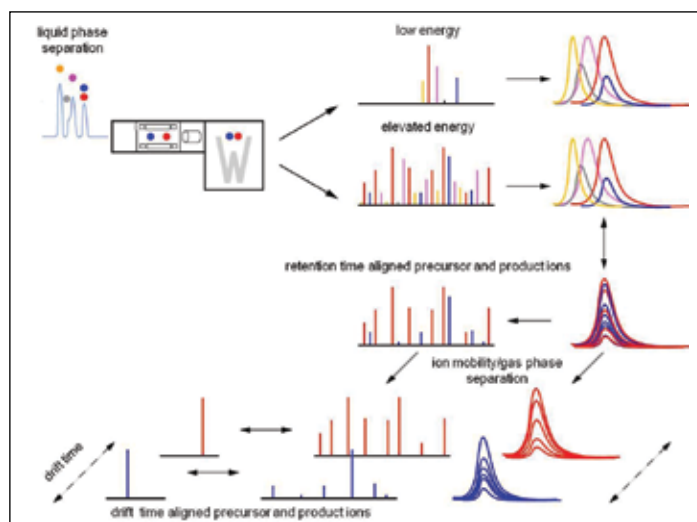 liquid phase
separation
low energy
elevated energy
retention time aligned precursor and productions
ion mobility/gas phase
separation
drift time
drift time aligned precursor and productions